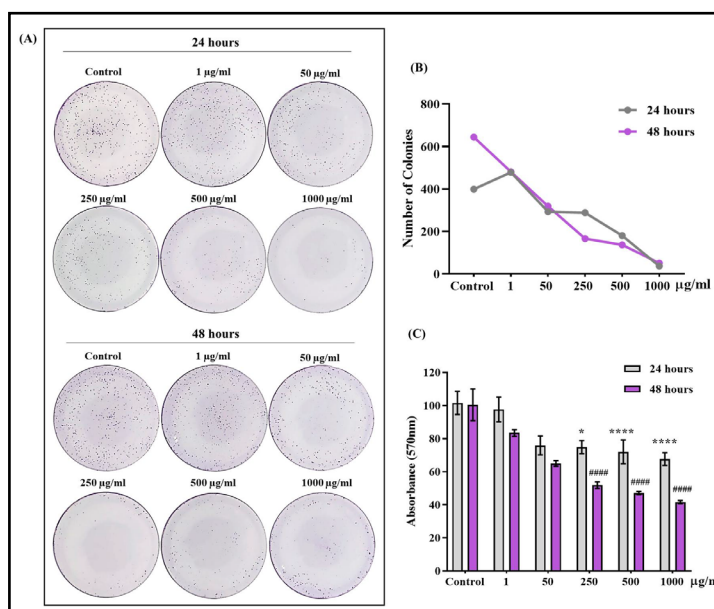 (A)
24 hours
Control 1 µg/ml 50 µg/ml
250 µg/ml 500 µg/ml 1000 µg/ml
48 hours
Control 1 µg/ml 50 µg/ml
250 µg/ml 500 µg/ml 1000 µg/ml
(B)
24 hours
48 hours
Number of Colonies
800
600
400
200
0
Control 1 50 250 500 1000 µg/ml
(C)
24 hours
48 hours
Absorbance (570nm)
120
100
80
60
40
20
0
* **** ****
#### #### ####
Control 1 50 250 500 1000 µg/ml